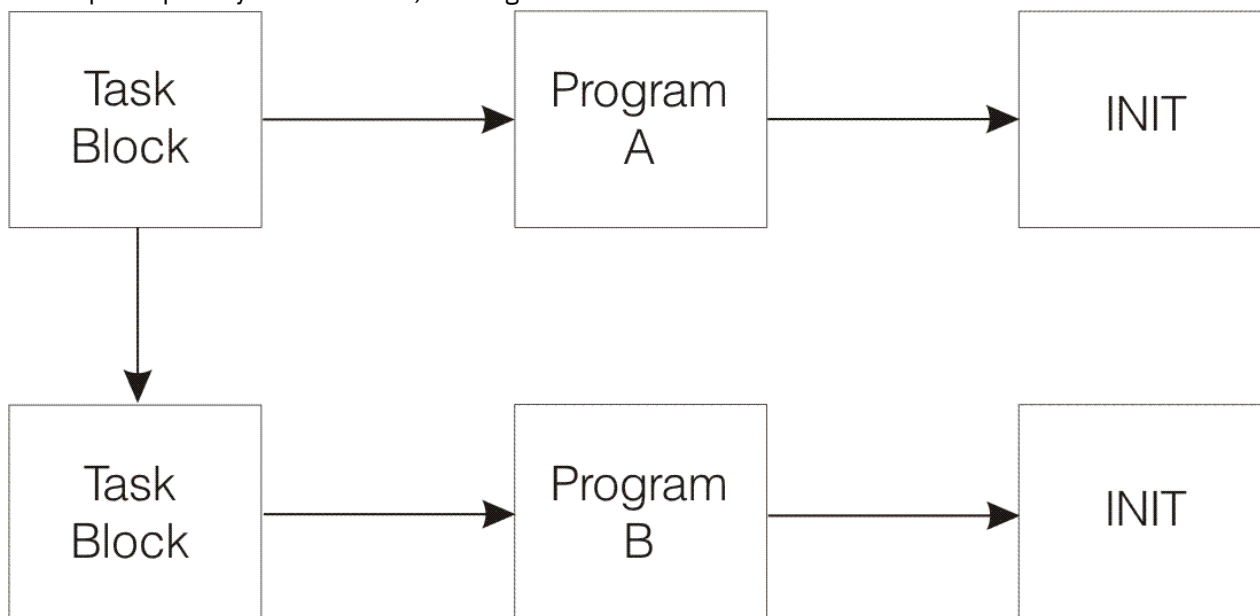 Task
Block
Program
A
INIT
Task
Block
Program
B
INIT